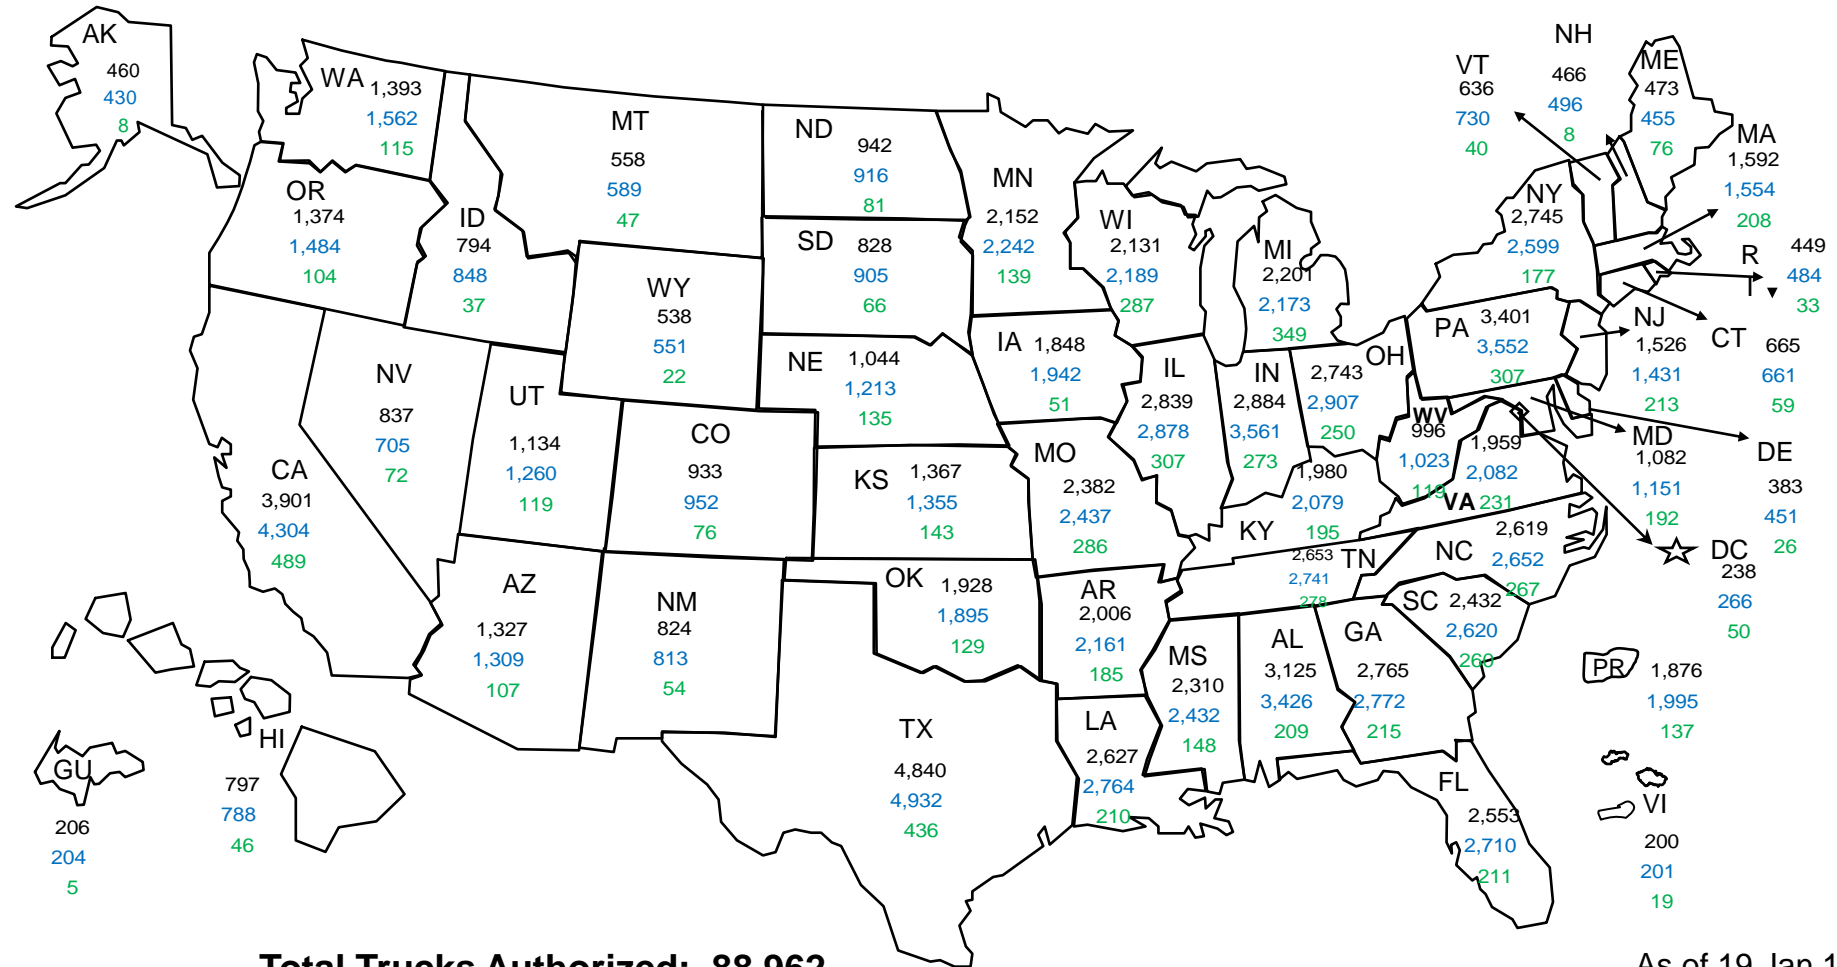 AK
460
430
8
WA 1,393
1,562
115
OR
1,374
1,484
104
ID
794
848
37
MT
558
589
47
ND 942
916
81
SD 828
905
66
WY
538
551
22
NE 1,044
1,213
135
NV
837
705
72
UT
1,134
1,260
119
CO
933
952
76
KS 1,367
1,355
143
CA
3,901
4,304
489
AZ
1,327
1,309
107
NM
824
813
54
OK 1,928
1,895
129
TX
4,840
4,932
436
MN
2,152
2,242
139
WI
2,131
2,189
287
MI
2,201
2,173
349
IA 1,848
1,942
51
IL
2,839
2,878
307
IN
2,884
3,561
273
OH
2,743
2,907
250
MO
2,382
2,437
286
KY
1,980
2,079
195
WV
996
1,023
119
VA
1,959
2,082
231
TN
2,653
2,741
278
NC
2,619
2,652
267
SC 2,432
2,620
260
AR
2,006
2,161
185
MS
2,310
2,432
148
AL
3,125
3,426
209
GA
2,765
2,772
215
LA
2,627
2,764
210
FL
2,553
2,710
211
PA 3,401
3,552
307
NY
2,745
2,599
177
VT
636
730
40
NH
466
496
8
ME
473
455
76
MA
1,592
1,554
208
R
I
449
484
33
CT
665
661
59
NJ
1,526
1,431
213
MD
1,082
1,151
192
DE
383
451
26
DC
238
266
50
PR
1,876
1,995
137
VI
200
201
19
HI
797
788
46
GU
206
204
5
Total Trucks Authorized: 88,962
As of 19 Jan 1